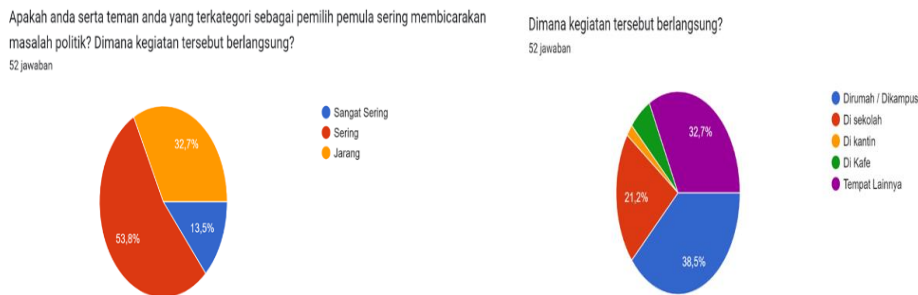 Apakah anda serta teman anda yang terkategori sebagai pemilih pemula sering membicarakan
masalah politik? Dimana kegiatan tersebut berlangsung?
52 jawaban
Sangat Sering
Sering
Jarang
32,7%
13,5%
53,8%
Dimana kegiatan tersebut berlangsung?
52 jawaban
Dirumah / Dikampus
Di sekolah
Di kantin
Di Kafe
Tempat Lainnya
32,7%
21,2%
38,5%